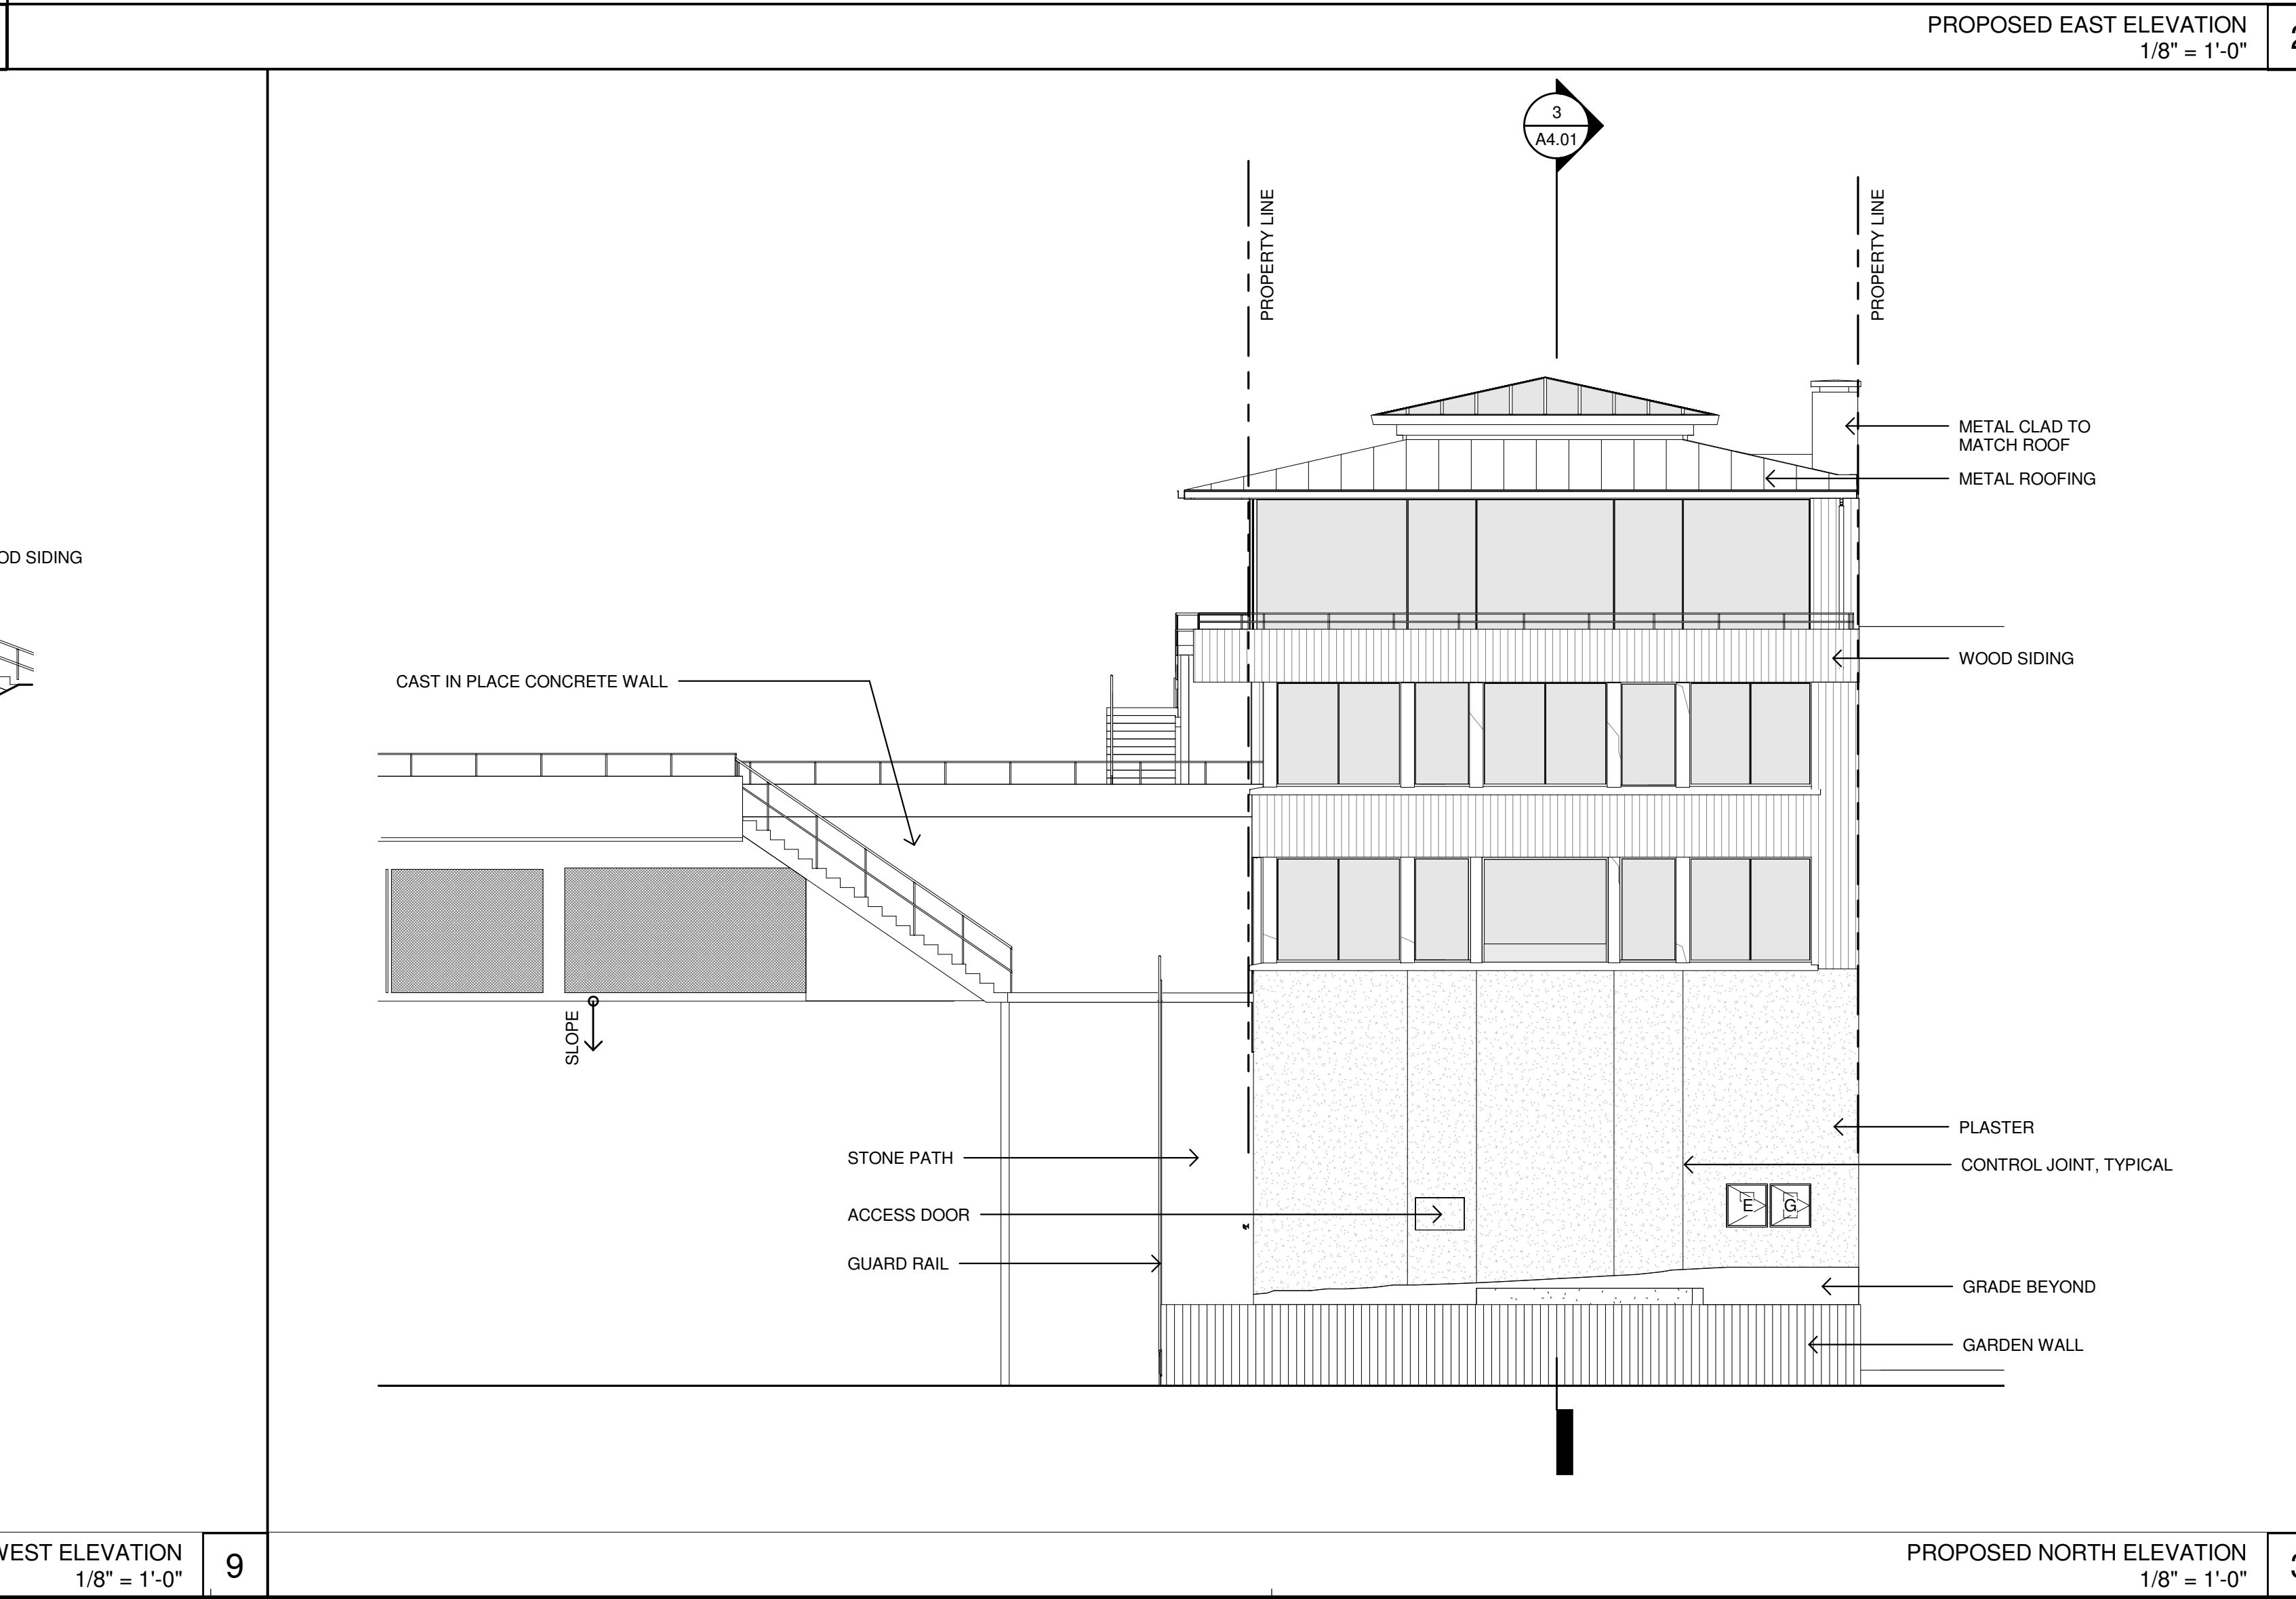 PROPOSED EAST ELEVATION
1/8" = 1'-0"
3
A4.01
PROPERTY LINE
PROPERTY LINE
METAL CLAD TO
MATCH ROOF
METAL ROOFING
SIDING
WOOD SIDING
CAST IN PLACE CONCRETE WALL
SLOPE
PLASTER
STONE PATH
CONTROL JOINT, TYPICAL
ACCESS DOOR
E
G
GUARD RAIL
GRADE BEYOND
GARDEN WALL
ELEVATION
1/8" = 1'-0"
9
PROPOSED NORTH ELEVATION
1/8" = 1'-0"